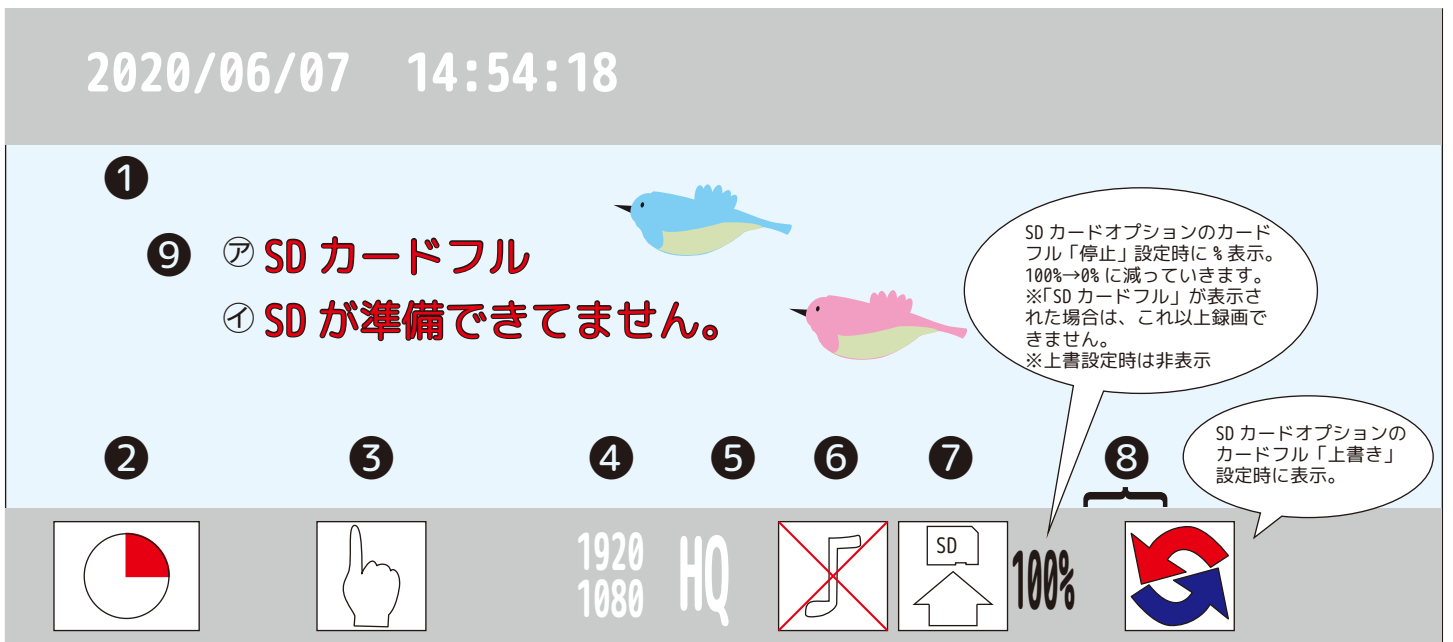 2020/06/07 14:54:18
❶
❾ ㋐ SD カードフル
㋑ SD が準備できてません。
SD カードオプションのカード
フル「停止」設定時に % 表示。
100%→0% に減っていきます。
※「SD カードフル」が表示さ
れた場合は、これ以上録画で
きません。
※上書設定時は非表示
SD カードオプションの
カードフル「上書き」
設定時に表示。
❷ ❸ ❹ ❺ ❻ ❼ ❽
1920
1080
HQ
SD
100%